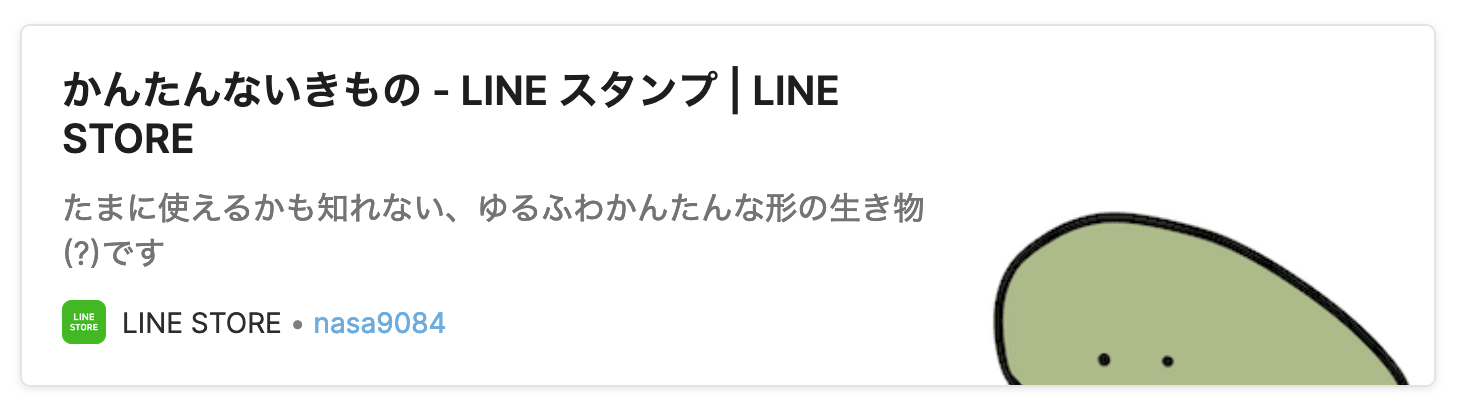 かんたんないきもの - LINE スタンプ | LINE
STORE
たまに使えるかも知れない、ゆるふわかんたんな形の生き物
(?)です
LINE
STORE
LINE STORE • nasa9084